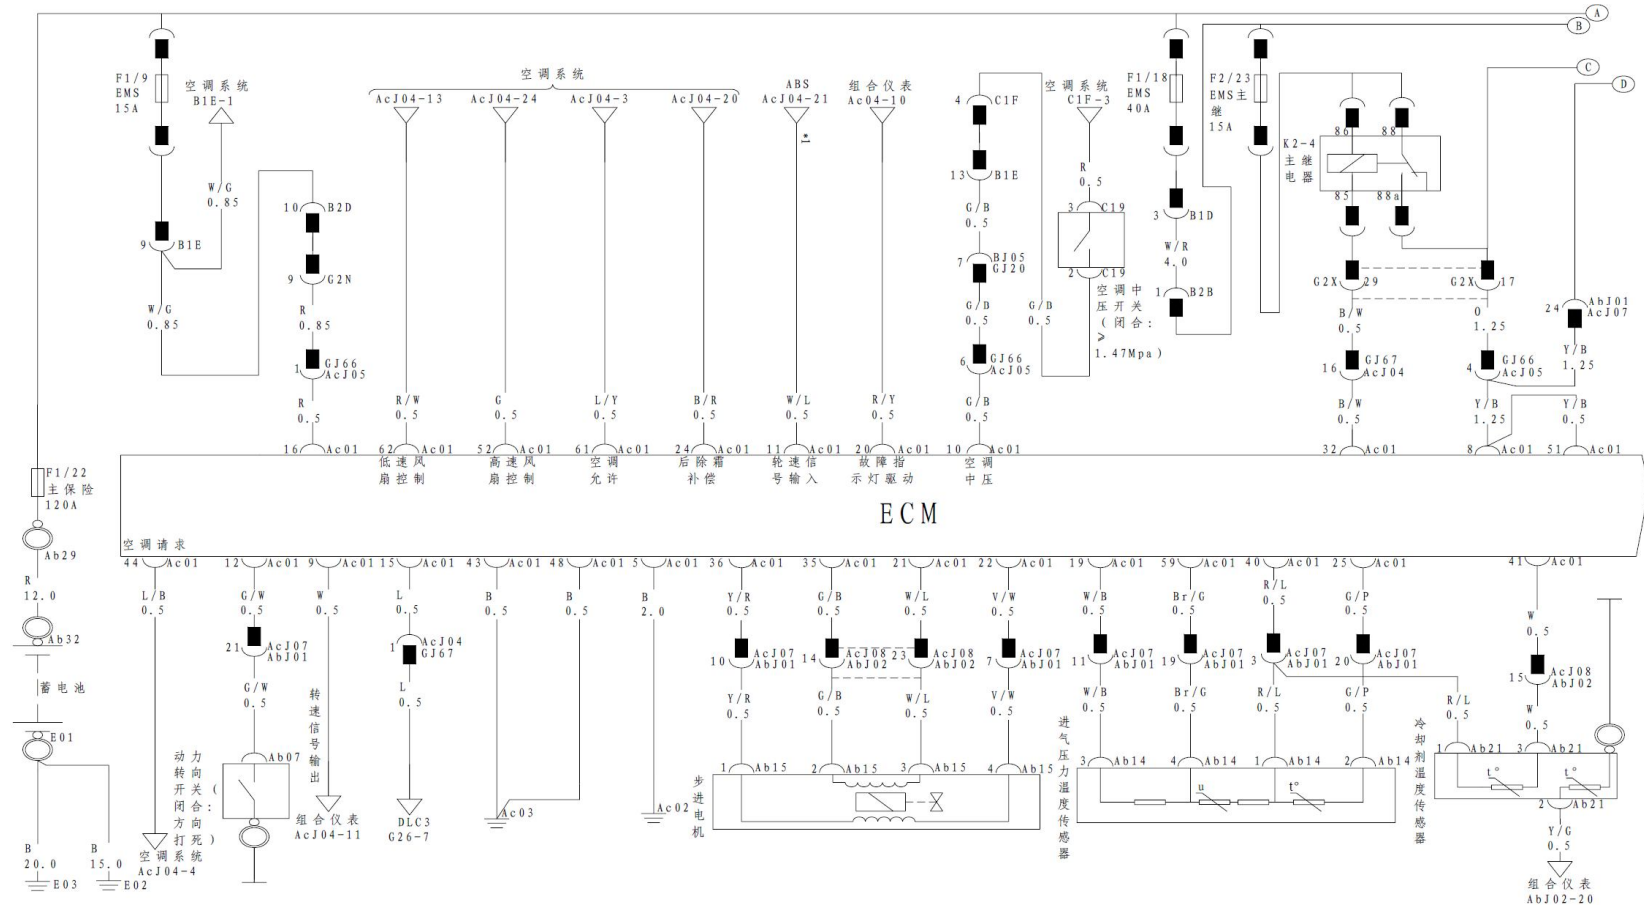 A
B
C
D
F1/9
EMS
15A
空调系统
B1E-1
空调系统
AcJ04-13
AcJ04-24
AcJ04-3
AcJ04-20
ABS
AcJ04-21
*1
组合仪表
Ac04-10
4 C1F
空调系统
C1F-3
F1/18
EMS
40A
F2/23
EMS主
继
15A
86 88
K2-4
主继
电器
85 88a
13 B1E
R
0.5
W/G
0.85
10 B2D
9 B1E
9 G2N
G/B
0.5
3 C19
2 C19
3 B1D
W/R
4.0
1 B2B
7 BJ05
GJ20
空调中
压开关
(闭合:
≥
1.47Mpa)
G2X 29
G2X 17
24 AbJ01
AcJ07
W/G
0.85
R
0.85
G/B
0.5
G/B
0.5
B/W
0.5
O
1.25
Y/B
1.25
1 GJ66
AcJ05
6 GJ66
AcJ05
16 GJ67
AcJ04
4 GJ66
AcJ05
R
0.5
R/W
0.5
G
0.5
L/Y
0.5
B/R
0.5
W/L
0.5
R/Y
0.5
G/B
0.5
B/W
0.5
Y/B
1.25
Y/B
0.5
16 Ac01
62 Ac01
52 Ac01
61 Ac01
24 Ac01
11 Ac01
20 Ac01
10 Ac01
32 Ac01
8 Ac01
51 Ac01
低速风
扇控制
高速风
扇控制
空调
允许
后除霜
补偿
轮速信
号输入
故障指
示灯驱动
空调
中压
F1/22
主保险
120A
ECM
空调请求
Ab29
R
12.0
Ab32
蓄电池
E01
44 Ac01
12 Ac01
9 Ac01
15 Ac01
43 Ac01
48 Ac01
5 Ac01
36 Ac01
35 Ac01
21 Ac01
22 Ac01
19 Ac01
59 Ac01
40 Ac01
25 Ac01
41 Ac01
L/B
0.5
G/W
0.5
W
0.5
L
0.5
B
0.5
B
0.5
B
2.0
Y/R
0.5
G/B
0.5
W/L
0.5
V/W
0.5
W/B
0.5
Br/G
0.5
R/L
0.5
G/P
0.5
W
0.5
21 AcJ07
AbJ01
1 AcJ04
GJ67
10 AcJ07
AbJ01
14 AcJ08
AbJ02
23 AcJ08
AbJ02
7 AcJ07
AbJ01
11 AcJ07
AbJ01
19 AcJ07
AbJ01
3 AcJ07
AbJ01
20 AcJ07
AbJ01
15 AcJ08
AbJ02
G/W
0.5
转速信号输出
L
0.5
Y/R
0.5
G/B
0.5
W/L
0.5
V/W
0.5
W/B
0.5
Br/G
0.5
R/L
0.5
G/P
0.5
R/L
0.5
W
0.5
动力
转向
开关(
闭合:
方向
打死)
Ab07
1 Ab15
2 Ab15
3 Ab15
4 Ab15
步进电机
3 Ab14
4 Ab14
1 Ab14
2 Ab14
进气压力温度传感器
u
t°
1 Ab21
3 Ab21
冷却剂温度传感器
t°
t°
2 Ab21
Y/G
0.5
Ac03
Ac02
组合仪表
AcJ04-11
DLC3
G26-7
空调系统
AcJ04-4
B
20.0
E03
B
15.0
E02
组合仪表
AbJ02-20